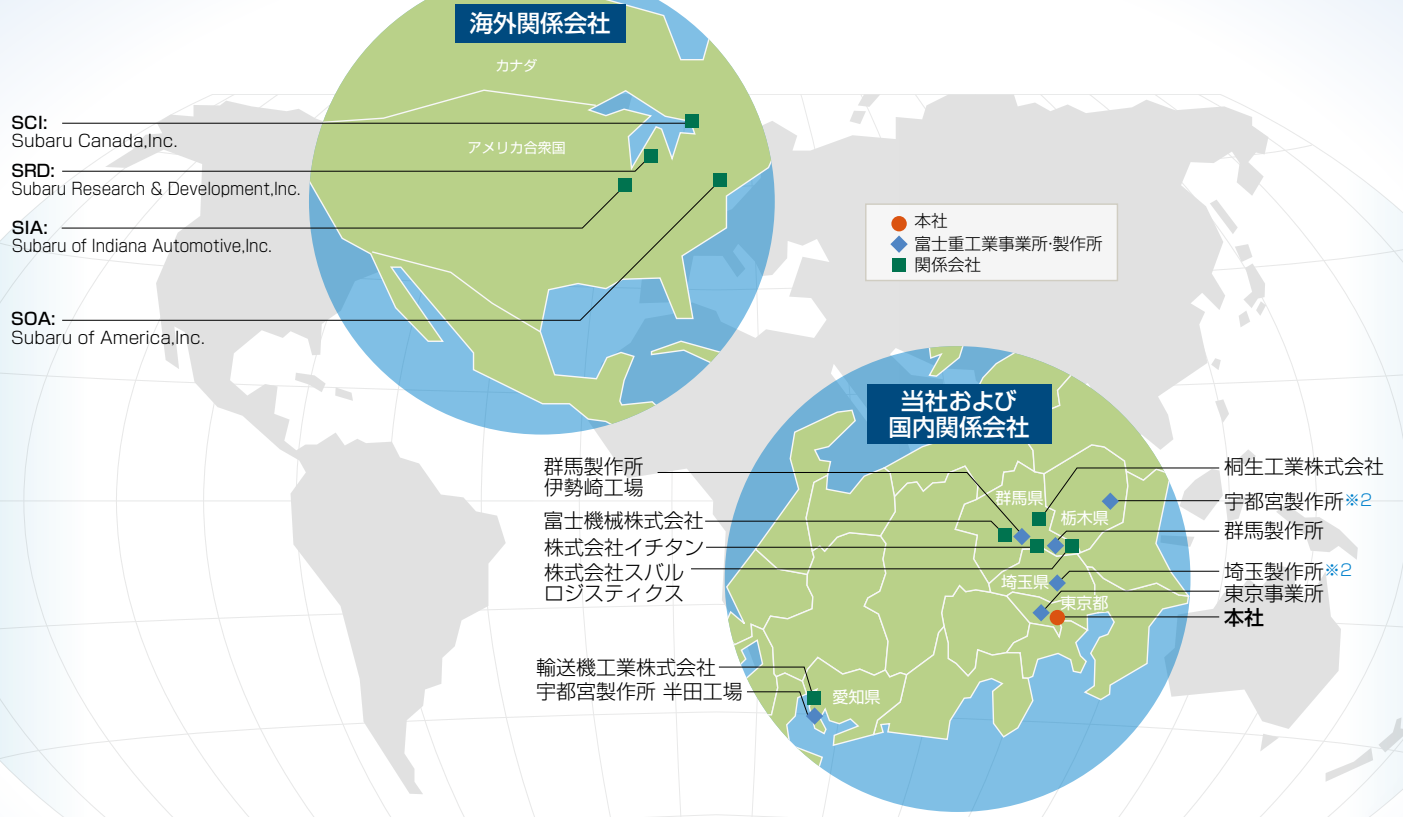 海外関係会社
カナダ
アメリカ合衆国
SCI:
Subaru Canada,Inc.
SRD:
Subaru Research & Development,Inc.
SIA:
Subaru of Indiana Automotive,Inc.
SOA:
Subaru of America,Inc.
本社
富士重工業事業所・製作所
関係会社
当社および
国内関係会社
群馬製作所
伊勢崎工場
富士機械株式会社
株式会社イチタン
株式会社スバル
ロジスティクス
輸送機工業株式会社
宇都宮製作所 半田工場
群馬県
栃木県
埼玉県
東京都
愛知県
桐生工業株式会社
宇都宮製作所※2
群馬製作所
埼玉製作所※2
東京事業所
本社